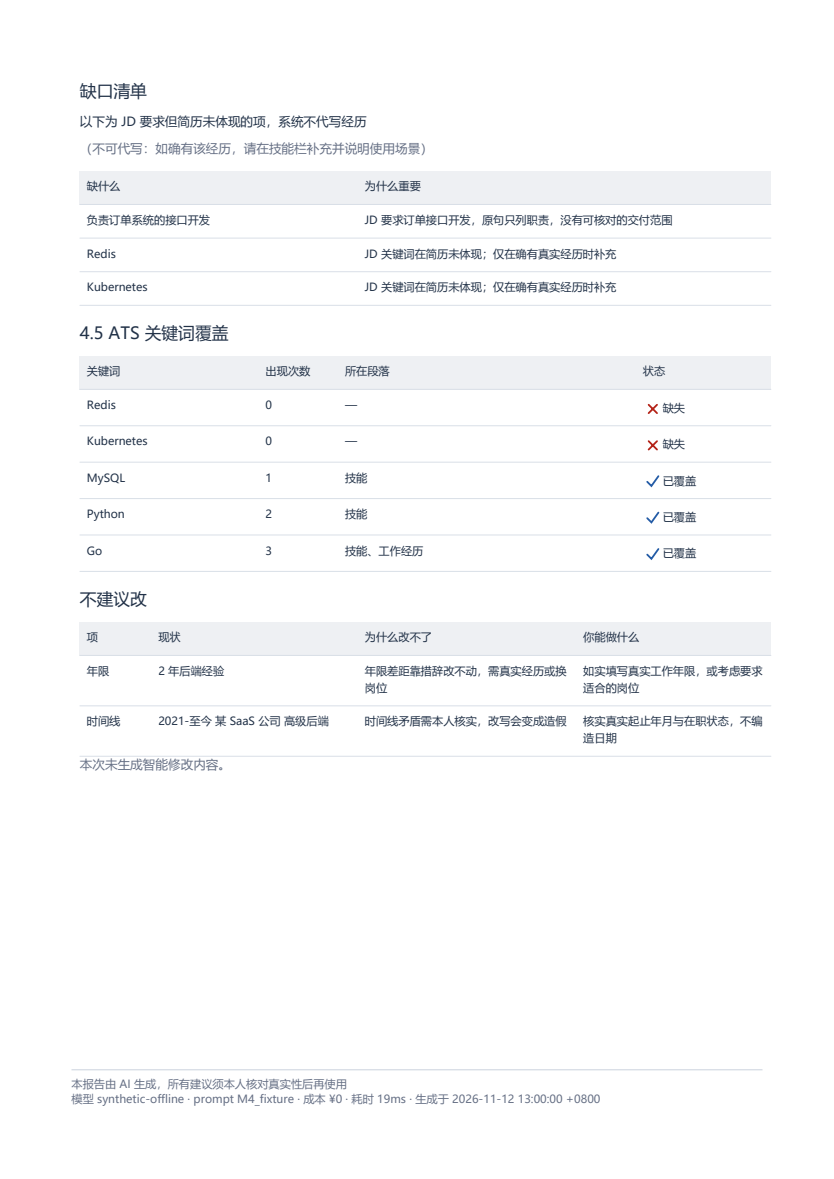 缺口清单
以下为 JD 要求但简历未体现的项，系统不代写经历
（不可代写：如确有该经历，请在技能栏补充并说明使用场景）
缺什么 为什么重要
负责订单系统的接口开发 JD 要求订单接口开发，原句只列职责，没有可核对的交付范围
Redis JD 关键词在简历未体现；仅在确有真实经历时补充
Kubernetes JD 关键词在简历未体现；仅在确有真实经历时补充
4.5 ATS 关键词覆盖
关键词 出现次数 所在段落 状态
Redis 0 — ✕ 缺失
Kubernetes 0 — ✕ 缺失
MySQL 1 技能 ✓ 已覆盖
Python 2 技能 ✓ 已覆盖
Go 3 技能、工作经历 ✓ 已覆盖
不建议改
项 现状 为什么改不了 你能做什么
年限 2 年后端经验 年限差距靠措辞改不动，需真实经历或换 如实填写真实工作年限，或考虑要求
岗位 适合的岗位
时间线 2021-至今 某 SaaS 公司 高级后端 时间线矛盾需本人核实，改写会变成造假 核实真实起止年月与在职状态，不编
造日期
本次未生成智能修改内容。
本报告由 AI 生成，所有建议须本人核对真实性后再使用
模型 synthetic-offline · prompt M4_fixture · 成本 ¥0 · 耗时 19ms · 生成于 2026-11-12 13:00:00 +0800